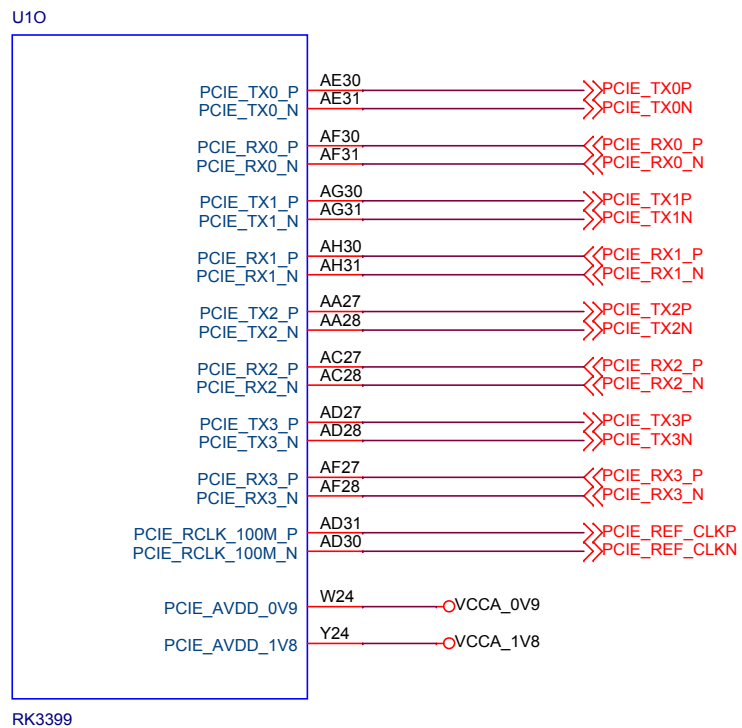 U1O
PCIE_TX0_P AE30 PCIE_TX0P
PCIE_TX0_N AE31 PCIE_TX0N
PCIE_RX0_P AF30 PCIE_RX0_P
PCIE_RX0_N AF31 PCIE_RX0_N
PCIE_TX1_P AG30 PCIE_TX1P
PCIE_TX1_N AG31 PCIE_TX1N
PCIE_RX1_P AH30 PCIE_RX1_P
PCIE_RX1_N AH31 PCIE_RX1_N
PCIE_TX2_P AA27 PCIE_TX2P
PCIE_TX2_N AA28 PCIE_TX2N
PCIE_RX2_P AC27 PCIE_RX2_P
PCIE_RX2_N AC28 PCIE_RX2_N
PCIE_TX3_P AD27 PCIE_TX3P
PCIE_TX3_N AD28 PCIE_TX3N
PCIE_RX3_P AF27 PCIE_RX3_P
PCIE_RX3_N AF28 PCIE_RX3_N
PCIE_RCLK_100M_P AD31 PCIE_REF_CLKP
PCIE_RCLK_100M_N AD30 PCIE_REF_CLKN
PCIE_AVDD_0V9 W24 VCCA_0V9
PCIE_AVDD_1V8 Y24 VCCA_1V8
RK3399